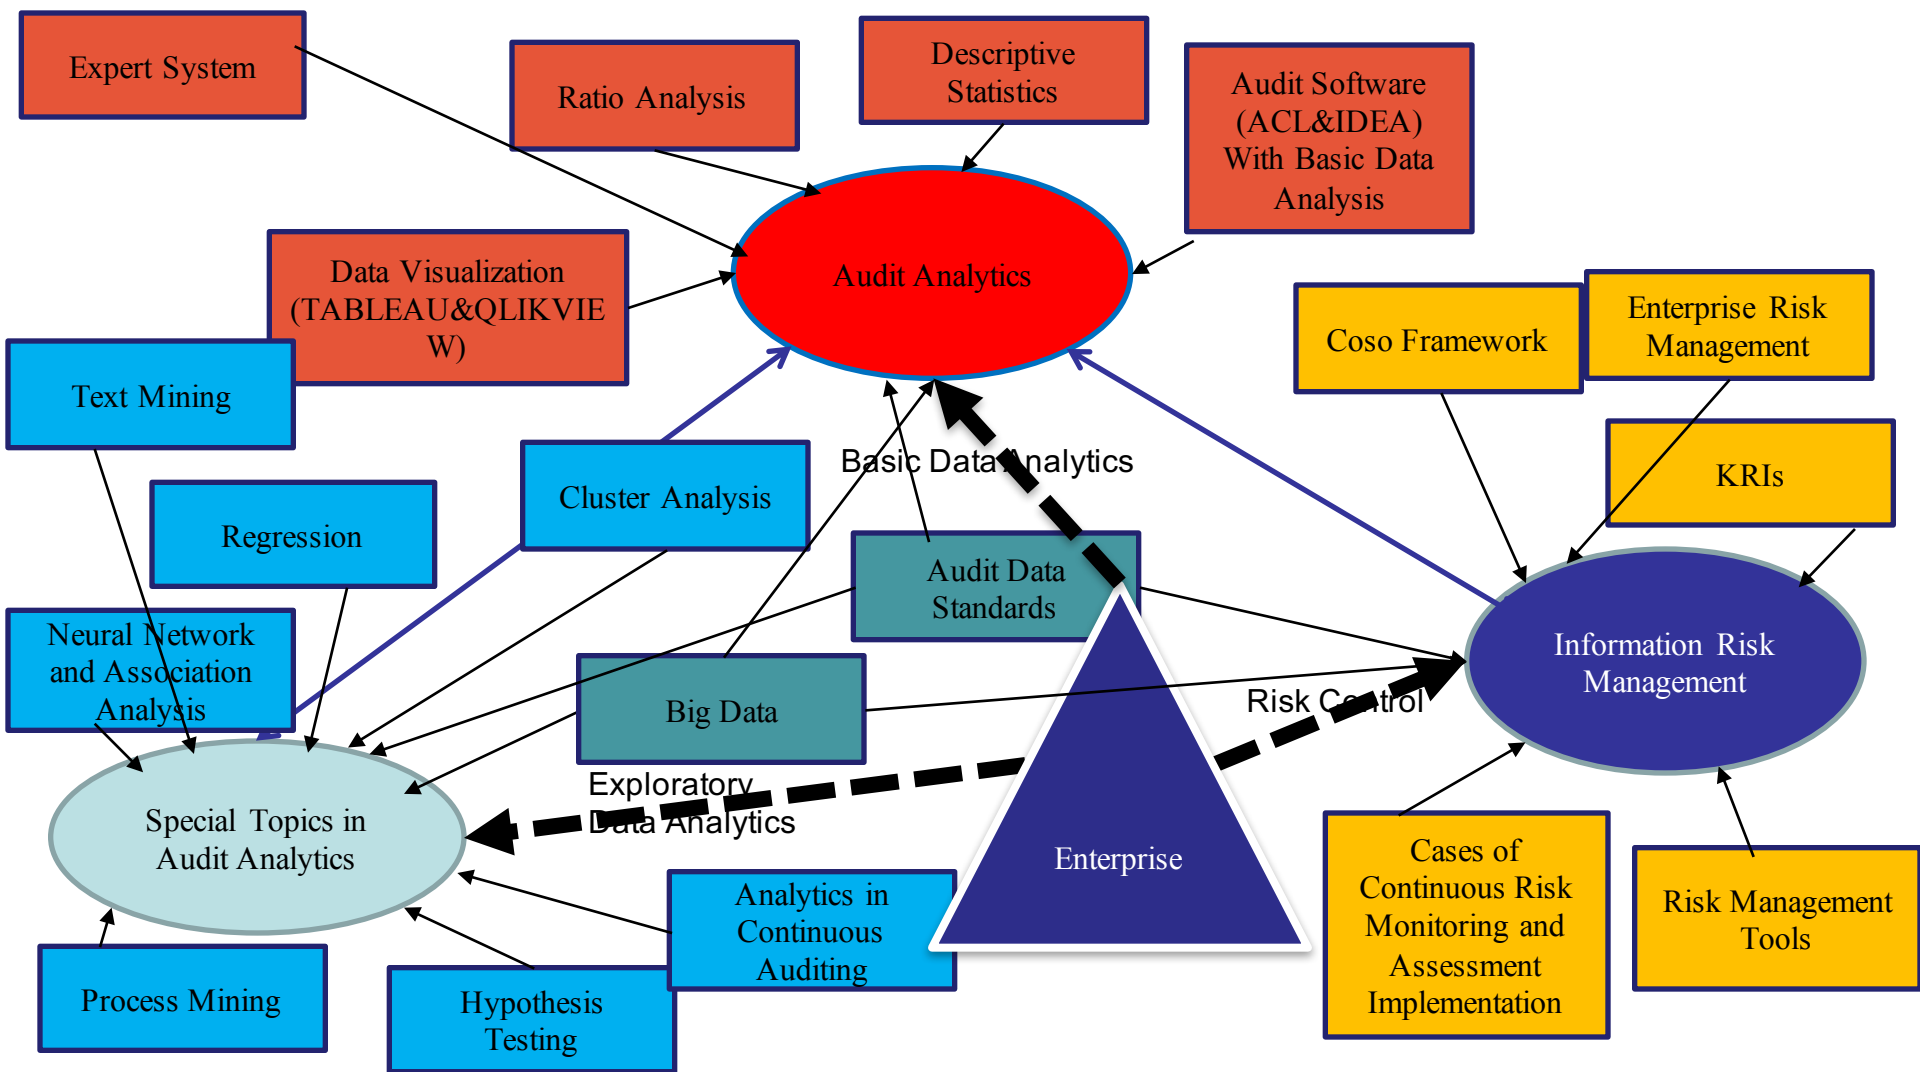 Expert System
Ratio Analysis
Descriptive
Statistics
Audit Software
(ACL&IDEA)
With Basic Data
Analysis
Data Visualization
(TABLEAU&QLIKVIE
W)
Audit Analytics
Coso Framework
Enterprise Risk
Management
KRIs
Text Mining
Regression
Cluster Analysis
Basic Data Analytics
Audit Data
Standards
Neural Network
and Association
Analysis
Big Data
Information Risk
Management
Risk Control
Exploratory
Data Analytics
Special Topics in
Audit Analytics
Enterprise
Process Mining
Hypothesis
Testing
Analytics in
Continuous
Auditing
Cases of
Continuous Risk
Monitoring and
Assessment
Implementation
Risk Management
Tools